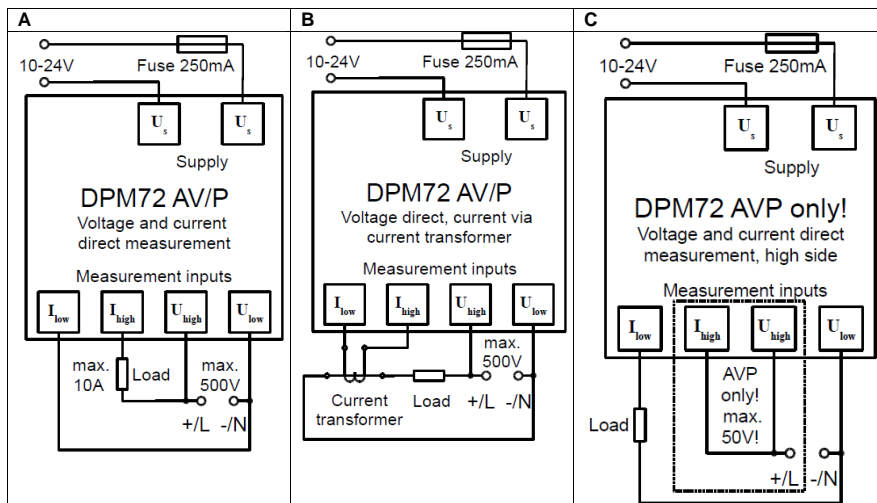 A
10-24V
Fuse 250mA
Us
Us
Supply
DPM72 AV/P
Voltage and current
direct measurement
Measurement inputs
Ilow
Ihigh
Uhigh
Ulow
max.
10A
Load
max.
500V
+/L
-/N
B
10-24V
Fuse 250mA
Us
Us
Supply
DPM72 AV/P
Voltage direct, current via
current transformer
Measurement inputs
Ilow
Ihigh
Uhigh
Ulow
max.
500V
Current
transformer
Load
+/L
-/N
C
10-24V
Fuse 250mA
Us
Us
Supply
DPM72 AVP only!
Voltage and current direct
measurement, high side
Measurement inputs
Ilow
Ihigh
Uhigh
Ulow
AVP
only!
max.
50V!
Load
+/L
-/N